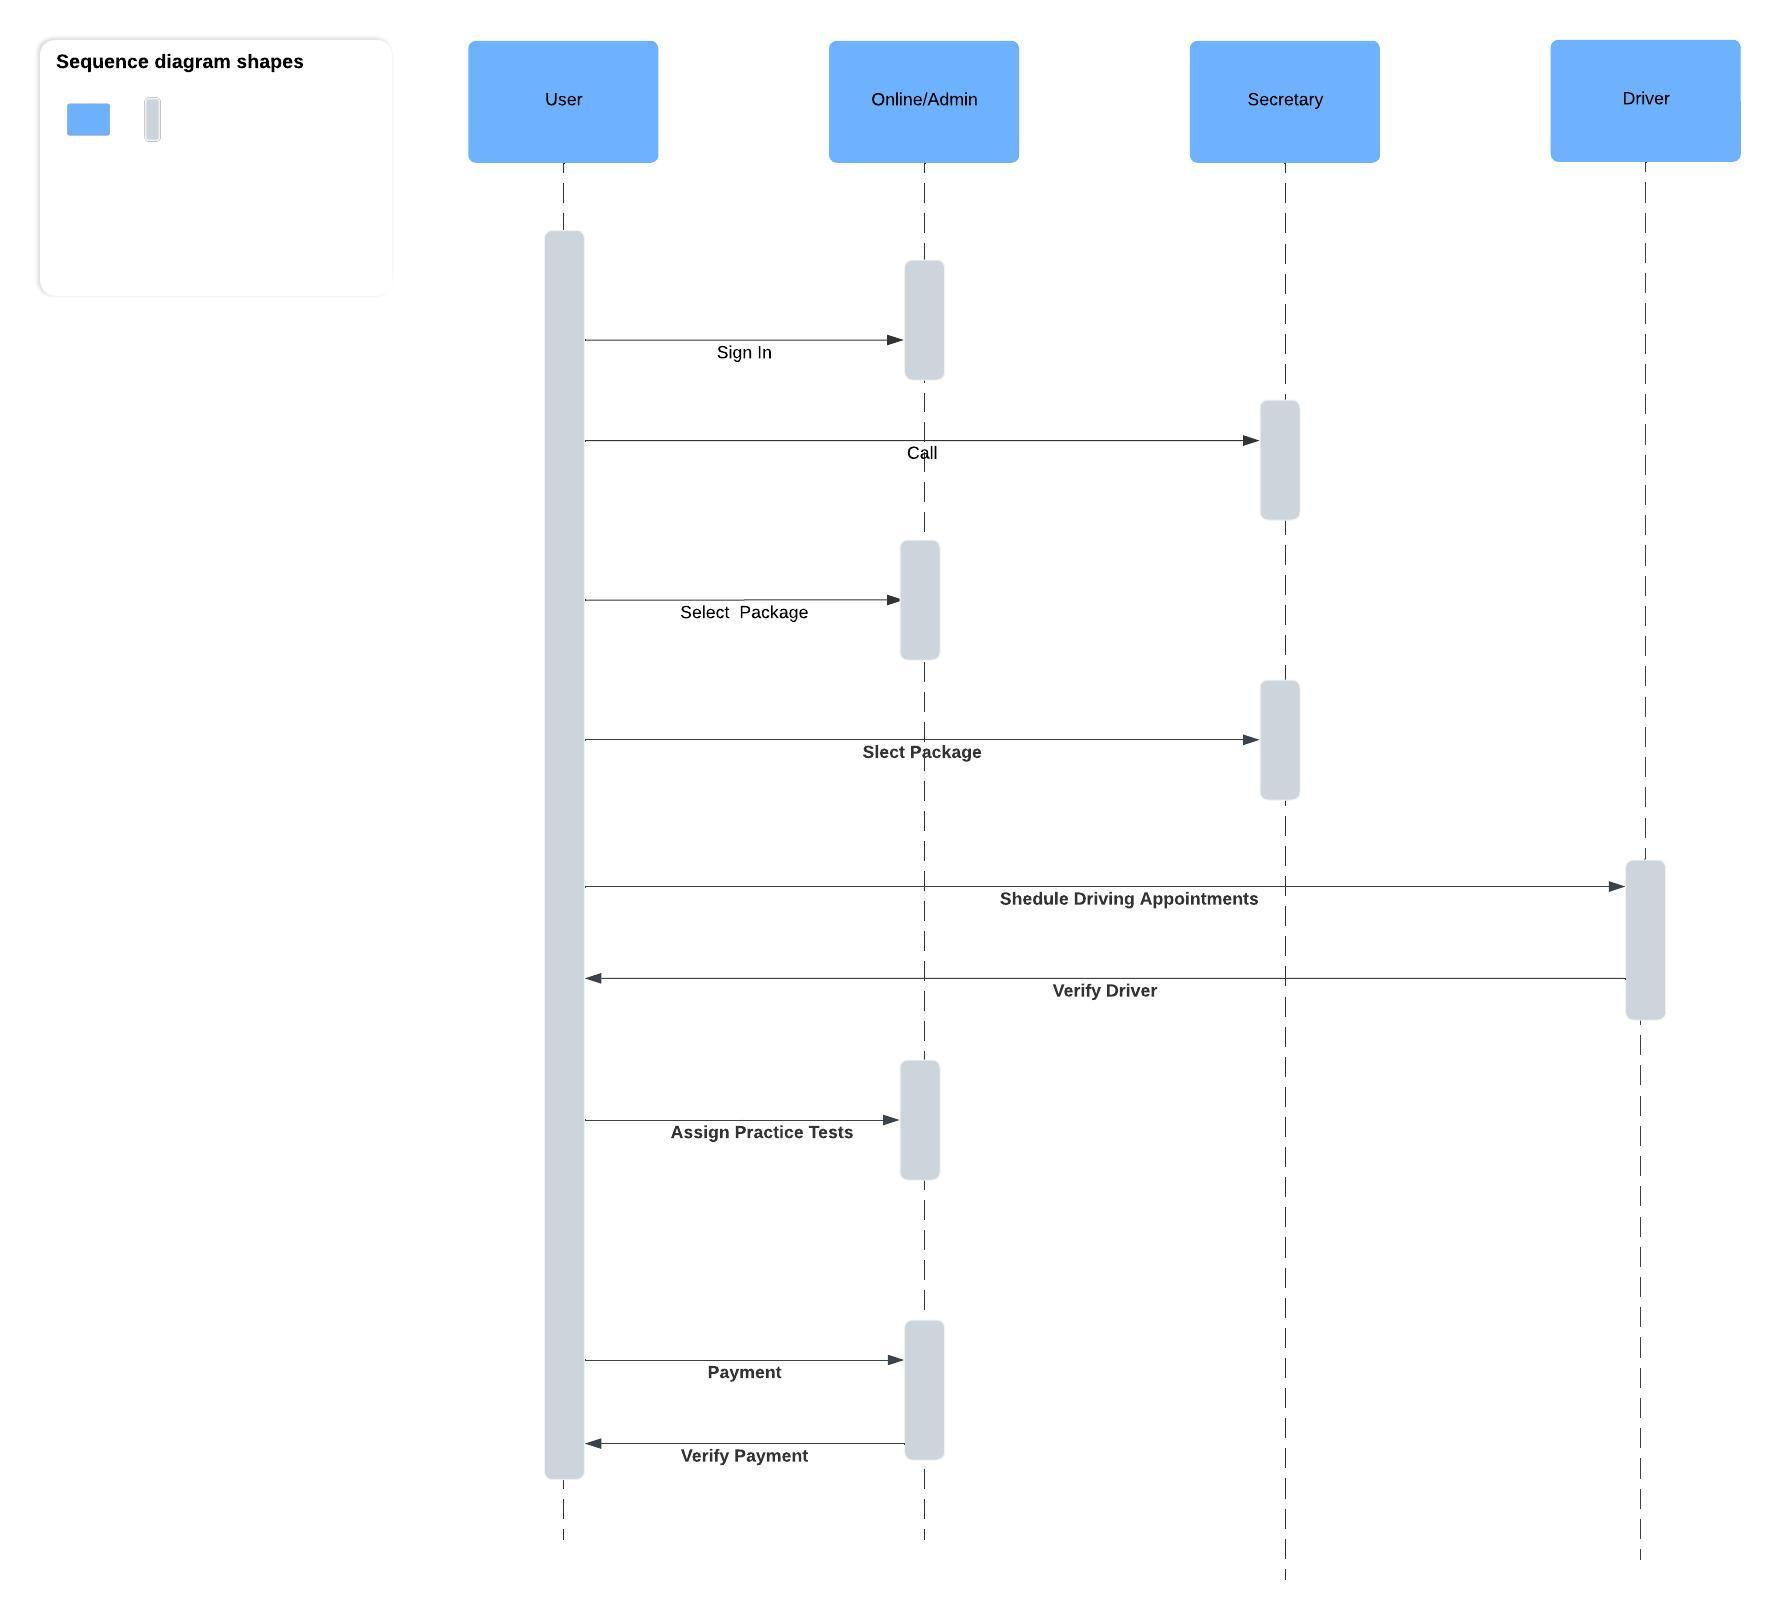 Sequence diagram shapes
User
Online/Admin
Secretary
Driver
Sign In
Call
Select  Package
Slect Package
Shedule Driving Appointments
Verify Driver
Assign Practice Tests
Payment
Verify Payment